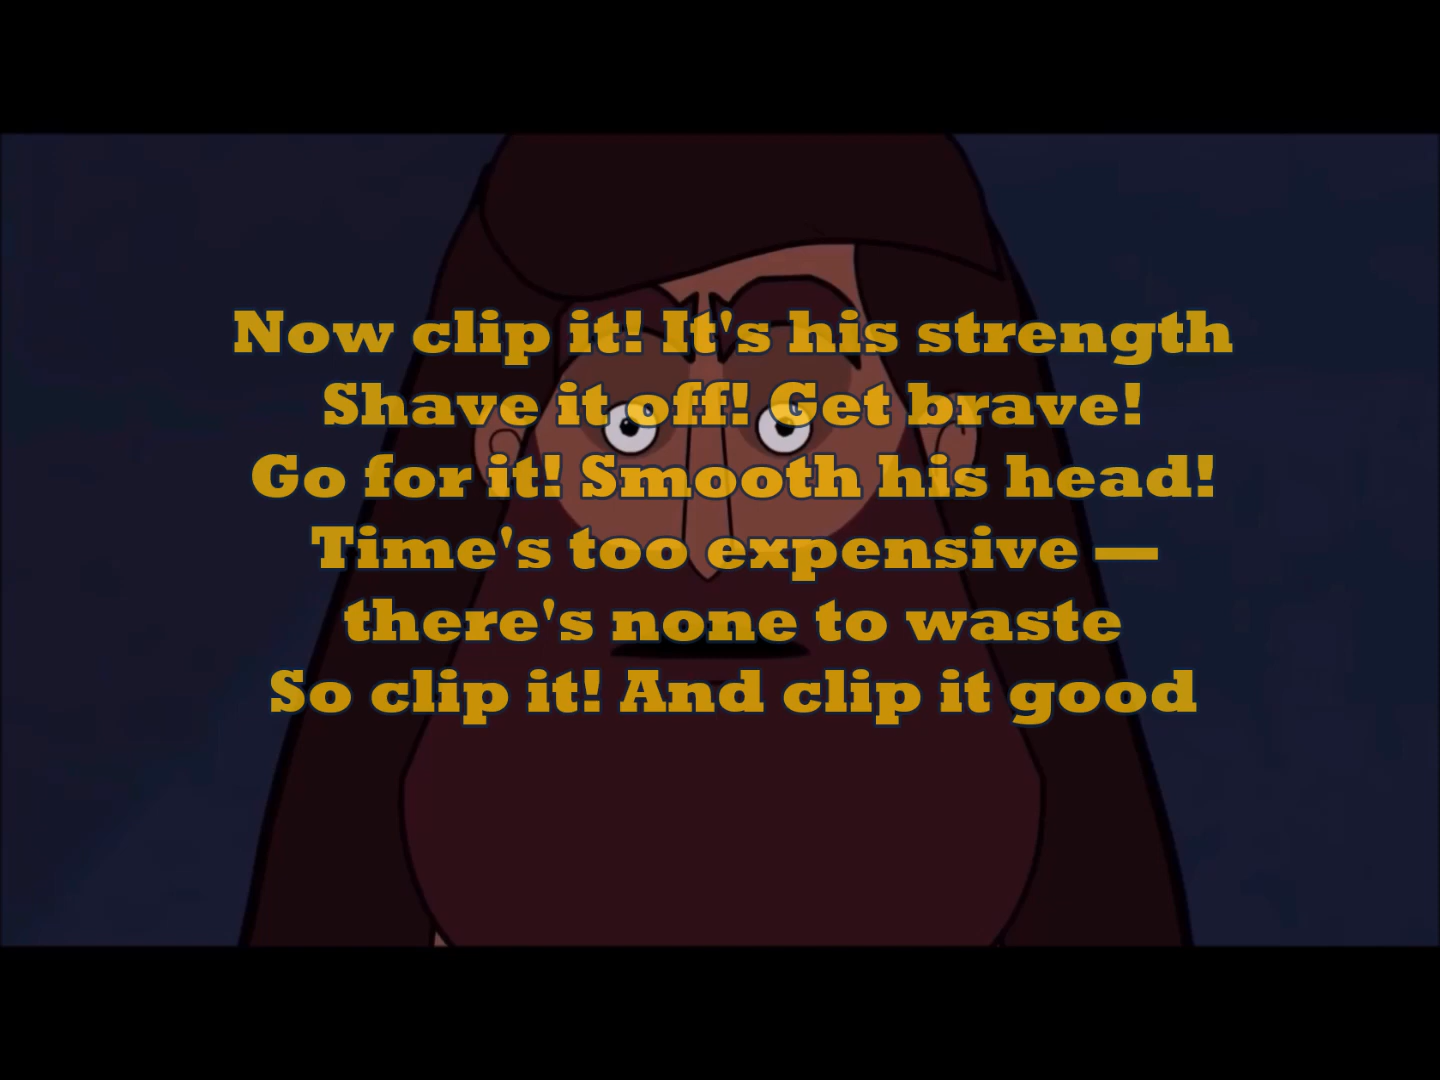 Now clip it! It's his strength
Shave it off! Get brave!
Go for it! Smooth his head!
Time's too expensive —
there's none to waste
So clip it! And clip it good